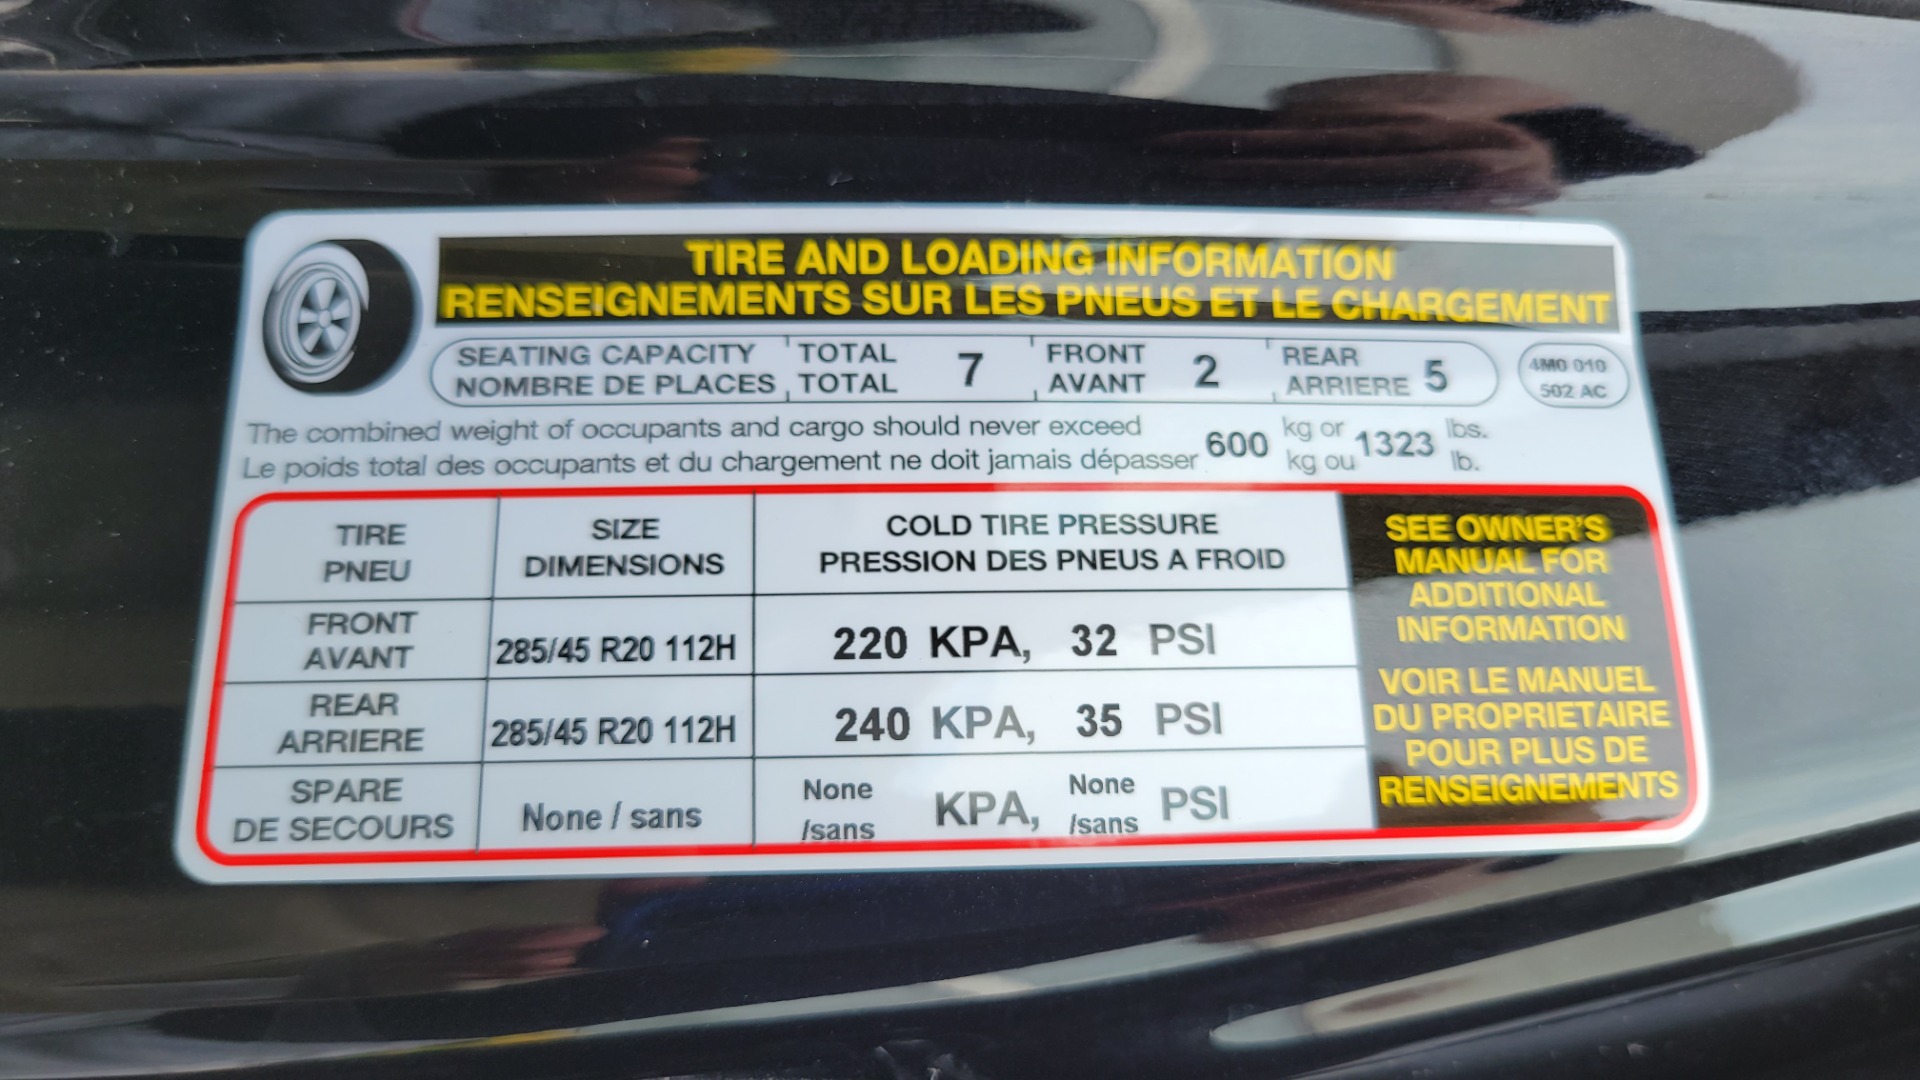 TIRE AND LOADING INFORMATION
RENSEIGNEMENTS SUR LES PNEUS ET LE CHARGEMENT
SEATING CAPACITY TOTAL 7 FRONT 2 REAR 5
NOMBRE DE PLACES TOTAL AVANT ARRIERE
4M0 010
502 AC
The combined weight of occupants and cargo should never exceed 600 kg or 1323 lbs.
Le poids total des occupants et du chargement ne doit jamais dépasser kg ou lb.
TIRE SIZE COLD TIRE PRESSURE
PNEU DIMENSIONS PRESSION DES PNEUS A FROID
FRONT
AVANT
285/45 R20 112H 220 KPA, 32 PSI
REAR
ARRIERE
285/45 R20 112H 240 KPA, 35 PSI
SPARE
DE SECOURS
None / sans
None
/sans
KPA,
None
/sans
PSI
SEE OWNER'S
MANUAL FOR
ADDITIONAL
INFORMATION
VOIR LE MANUEL
DU PROPRIETAIRE
POUR PLUS DE
RENSEIGNEMENTS